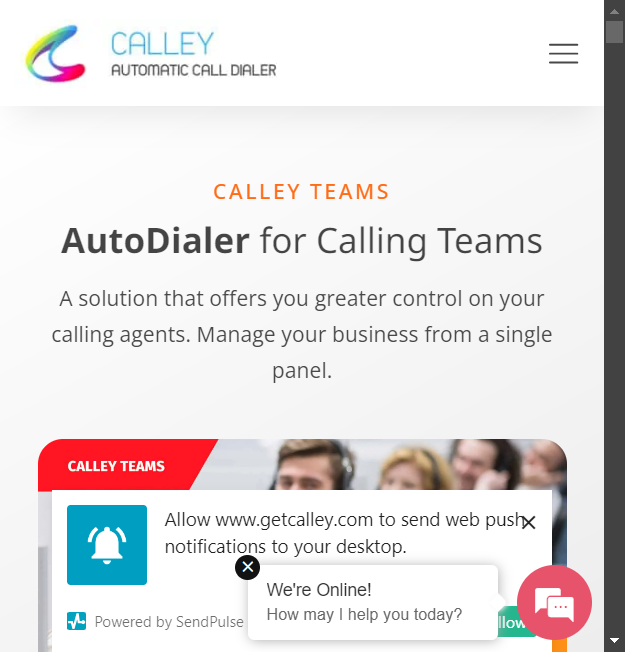 CALLEY
AUTOMATIC CALL DIALER
CALLEY TEAMS
AutoDialer for Calling Teams
A solution that offers you greater control on your
calling agents. Manage your business from a single
panel.
CALLEY TEAMS
Allow www.getcalley.com to send web push
notifications to your desktop.
We're Online!
How may I help you today?
Powered by SendPulse